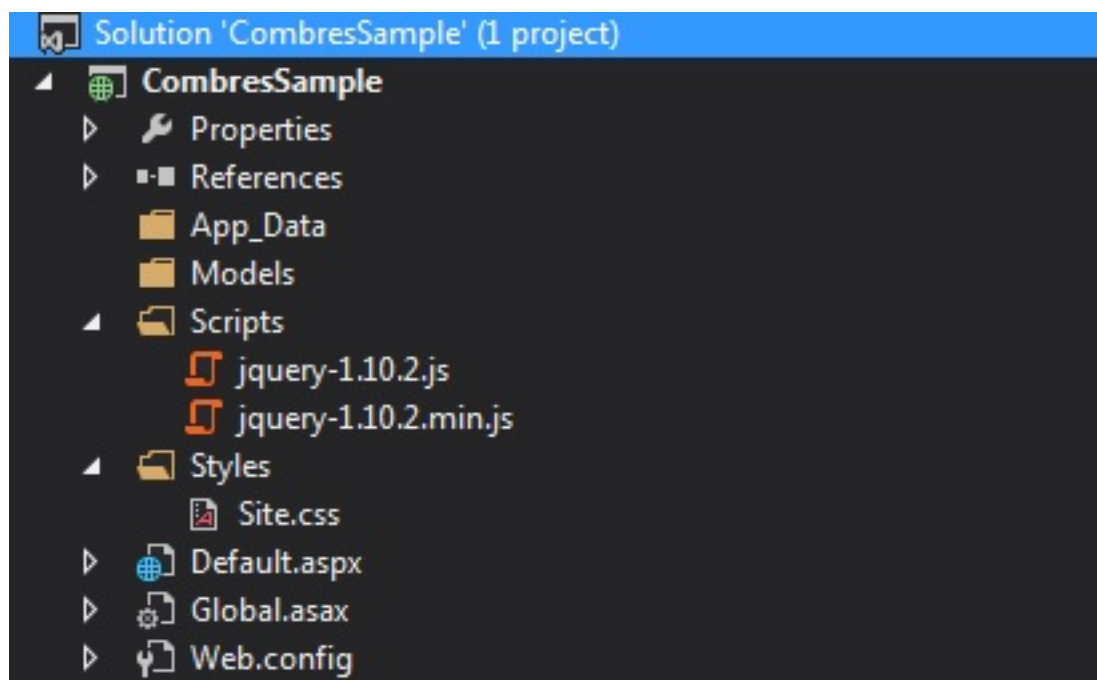 Solution 'CombresSample' (1 project)
CombresSample
Properties
References
App_Data
Models
Scripts
jquery-1.10.2.js
jquery-1.10.2.min.js
Styles
Site.css
Default.aspx
Global.asax
Web.config